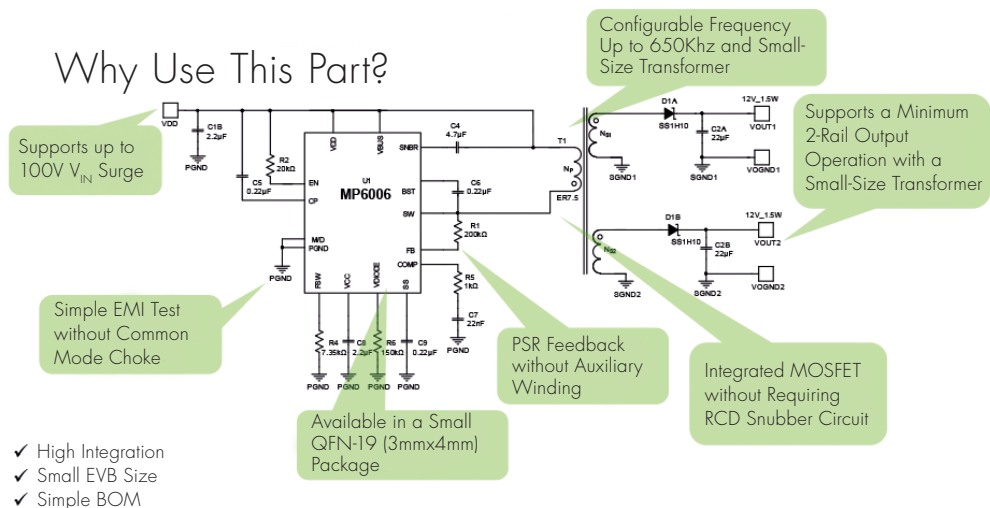 Why Use This Part?
Configurable Frequency
Up to 650Khz and Small-
Size Transformer
Supports up to
100V VIN Surge
Supports a Minimum
2-Rail Output
Operation with a
Small-Size Transformer
Simple EMI Test
without Common
Mode Choke
PSR Feedback
without Auxiliary
Winding
Integrated MOSFET
without Requiring
RCD Snubber Circuit
Available in a Small
QFN-19 (3mmx4mm)
Package
✓ High Integration
✓ Small EVB Size
✓ Simple BOM
VDD
C1B
2.2µF
PGND
R2
20kΩ
C5
0.22µF
VDD
VBUS
SNBR
EN
CP
U1
MP6006
BST
SW
FB
COMP
M/D
PGND
PGND
FSW
VCC
VDIODE
SS
C4
4.7µF
C6
0.22µF
R1
200kΩ
R5
1kΩ
C7
22nF
PGND
R4
7.35kΩ
C8
2.2µF
R6
150kΩ
C9
0.22µF
PGND
PGND
PGND
PGND
T1
NP
ER7.5
NS1
D1A
SS1H10
C2A
22µF
12V_1.5W
VOUT1
SGND1
SGND1
VOGND1
NS2
D1B
SS1H10
C2B
22µF
12V_1.5W
VOUT2
SGND2
SGND2
VOGND2